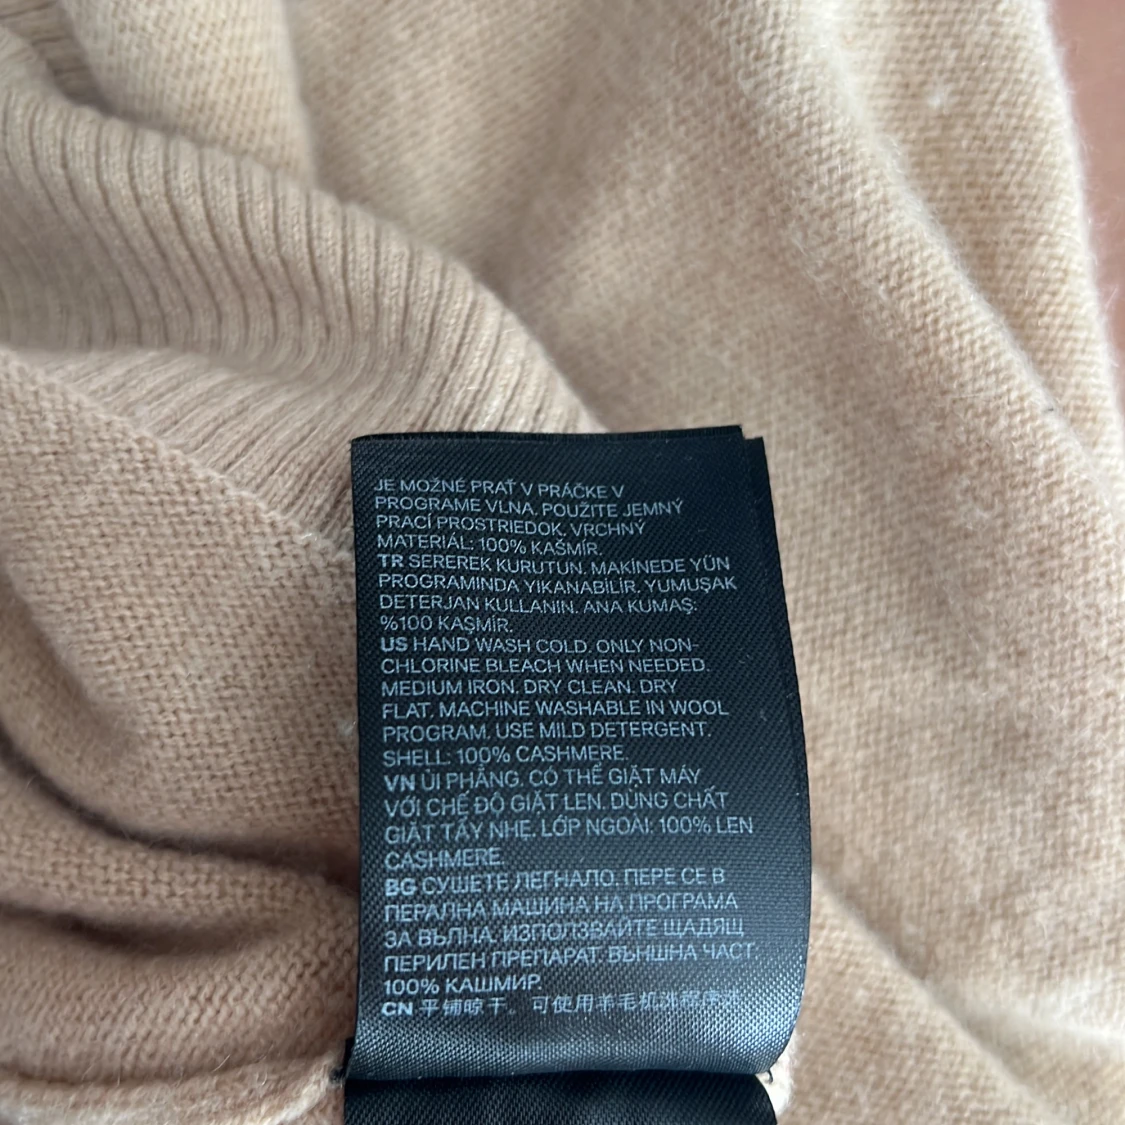 JE MOŽNÉ PRAŤ V PRÁČKE V
PROGRAME VLNA. POUŽITE JEMNÝ
PRACÍ PROSTRIEDOK. VRCHNÝ
MATERIÁL: 100% KAŠMÍR.
TR SEREREK KURUTUN. MAKİNEDE YÜN
PROGRAMINDA YIKANABİLİR. YUMUŞAK
DETERJAN KULLANIN. ANA KUMAŞ:
%100 KAŞMİR.
US HAND WASH COLD. ONLY NON-
CHLORINE BLEACH WHEN NEEDED.
MEDIUM IRON. DRY CLEAN. DRY
FLAT. MACHINE WASHABLE IN WOOL
PROGRAM. USE MILD DETERGENT.
SHELL: 100% CASHMERE.
VN ỦI PHẲNG. CÓ THỂ GIẶT MÁY
VỚI CHẾ ĐỘ GIẶT LEN. DÙNG CHẤT
GIẶT TẨY NHẸ. LỚP NGOÀI: 100% LEN
CASHMERE.
BG СУШЕТЕ ЛЕГНАЛО. ПЕРЕ СЕ В
ПЕРАЛНА МАШИНА НА ПРОГРАМА
ЗА ВЪЛНА. ИЗПОЛЗВАЙТЕ ЩАДЯЩ
ПЕРИЛЕН ПРЕПАРАТ. ВЪНШНА ЧАСТ:
100% КАШМИР.
CN 平铺晾干。可使用羊毛机洗程序